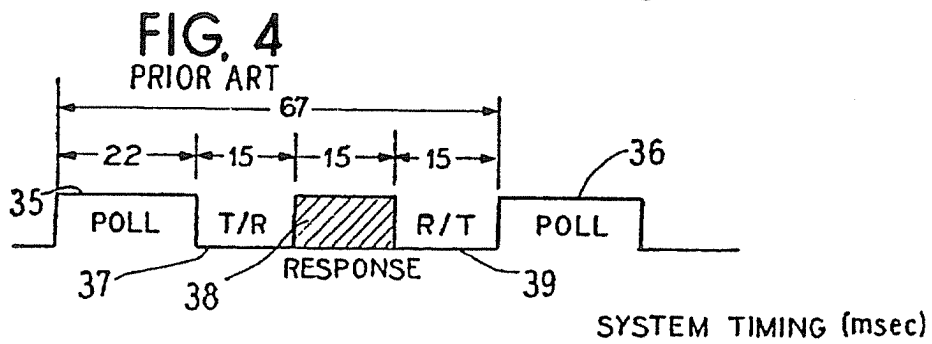 FIG. 4
PRIOR ART
67
22 15 15 15
35 POLL T/R R/T POLL 36
37 38 RESPONSE 39
SYSTEM TIMING (msec)